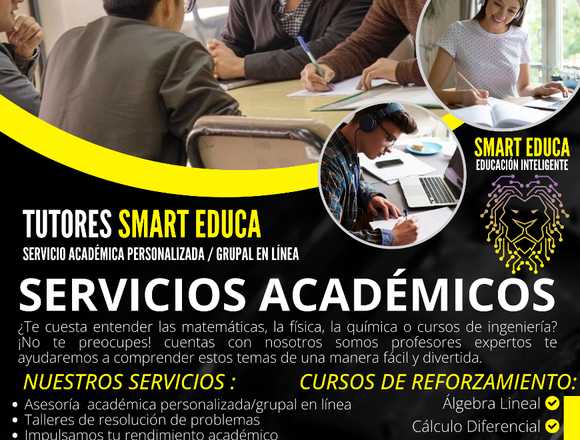 SMART EDUCA
EDUCACIÓN INTELIGENTE
TUTORES SMART EDUCA
SERVICIO ACADÉMICA PERSONALIZADA / GRUPAL EN LÍNEA
SERVICIOS ACADÉMICOS
¿Te cuesta entender las matemáticas, la física, la química o cursos de ingeniería?
¡No te preocupes! cuentas con nosotros somos profesores expertos te
ayudaremos a comprender estos temas de una manera fácil y divertida.
NUESTROS SERVICIOS :
• Asesoría académica personalizada/grupal en línea
• Talleres de resolución de problemas
• Impulsamos tu rendimiento académico
CURSOS DE REFORZAMIENTO:
Álgebra Lineal
Cálculo Diferencial